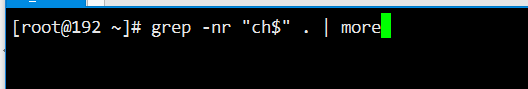 [root@192 ~]# grep -nr "ch$" . | more